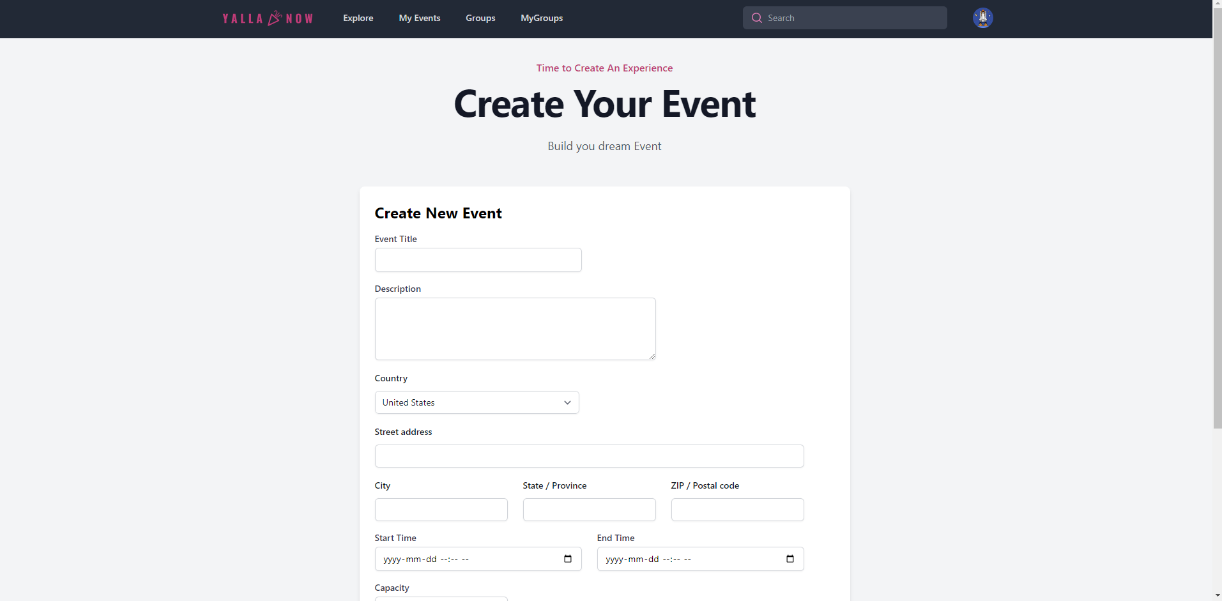 YALLA NOW Explore My Events Groups MyGroups Search
Time to Create An Experience
Create Your Event
Build you dream Event
Create New Event
Event Title
Description
Country
United States
Street address
City State / Province ZIP / Postal code
Start Time End Time
yyyy-mm-dd --:-- -- yyyy-mm-dd --:-- --
Capacity